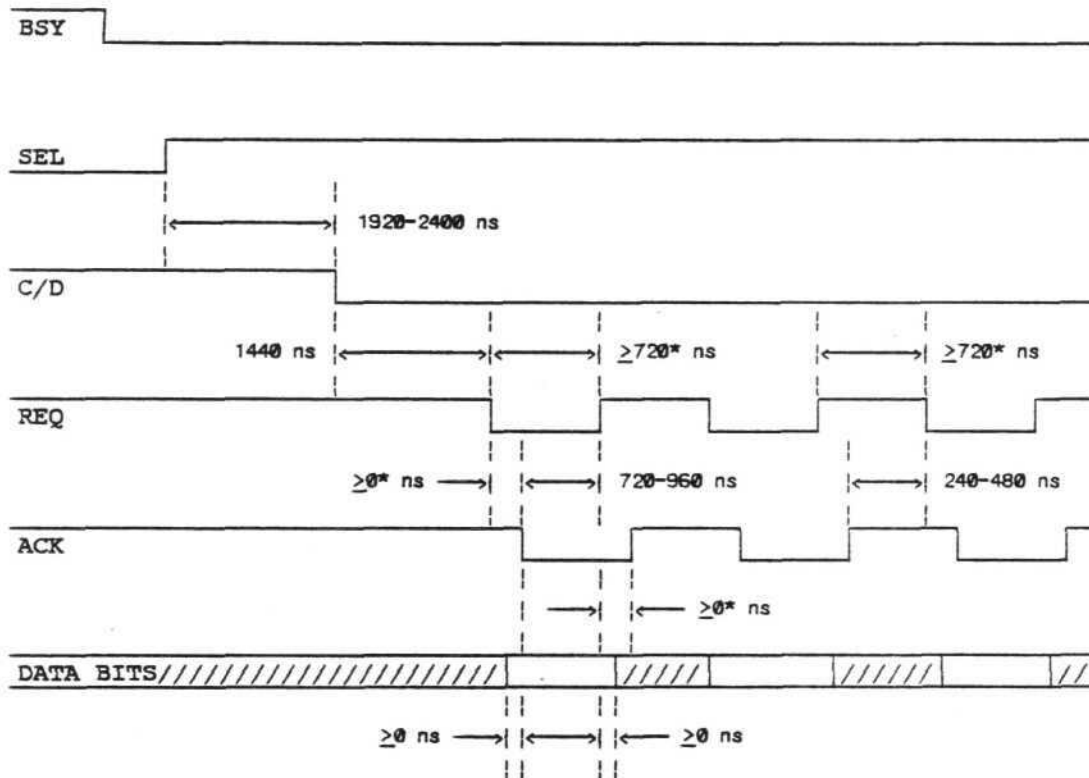 BSY
SEL
1920-2400 ns
C/D
1440 ns ≥720* ns ≥720* ns
REQ
≥0* ns 720-960 ns 240-480 ns
ACK
≥0* ns
DATA BITS
≥0 ns ≥0 ns